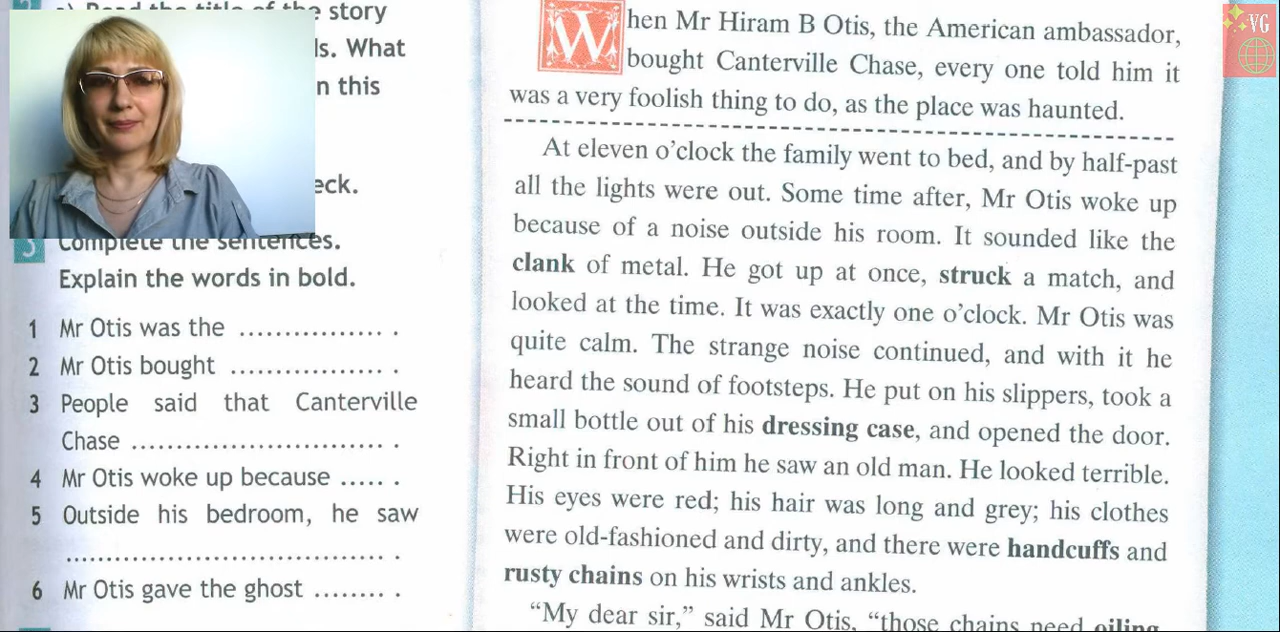 story
ls. What
n this
eck.
Complete the sentences.
Explain the words in bold.
1 Mr Otis was the ................ .
2 Mr Otis bought .................. .
3 People said that Canterville
Chase ............................ .
4 Mr Otis woke up because ..... .
5 Outside his bedroom, he saw
..................................... .
6 Mr Otis gave the ghost ........ .
When Mr Hiram B Otis, the American ambassador,
bought Canterville Chase, every one told him it
was a very foolish thing to do, as the place was haunted.
At eleven o'clock the family went to bed, and by half-past
all the lights were out. Some time after, Mr Otis woke up
because of a noise outside his room. It sounded like the
clank of metal. He got up at once, struck a match, and
looked at the time. It was exactly one o'clock. Mr Otis was
quite calm. The strange noise continued, and with it he
heard the sound of footsteps. He put on his slippers, took a
small bottle out of his dressing case, and opened the door.
Right in front of him he saw an old man. He looked terrible.
His eyes were red; his hair was long and grey; his clothes
were old-fashioned and dirty, and there were handcuffs and
rusty chains on his wrists and ankles.
"My dear sir," said Mr Otis, "those chains need oiling
VG